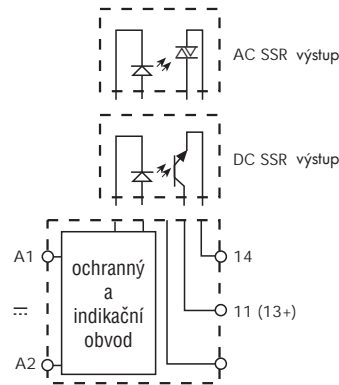 AC SSR výstup
DC SSR výstup
A1
14
ochranný
a
indikační
obvod
11 (13+)
A2